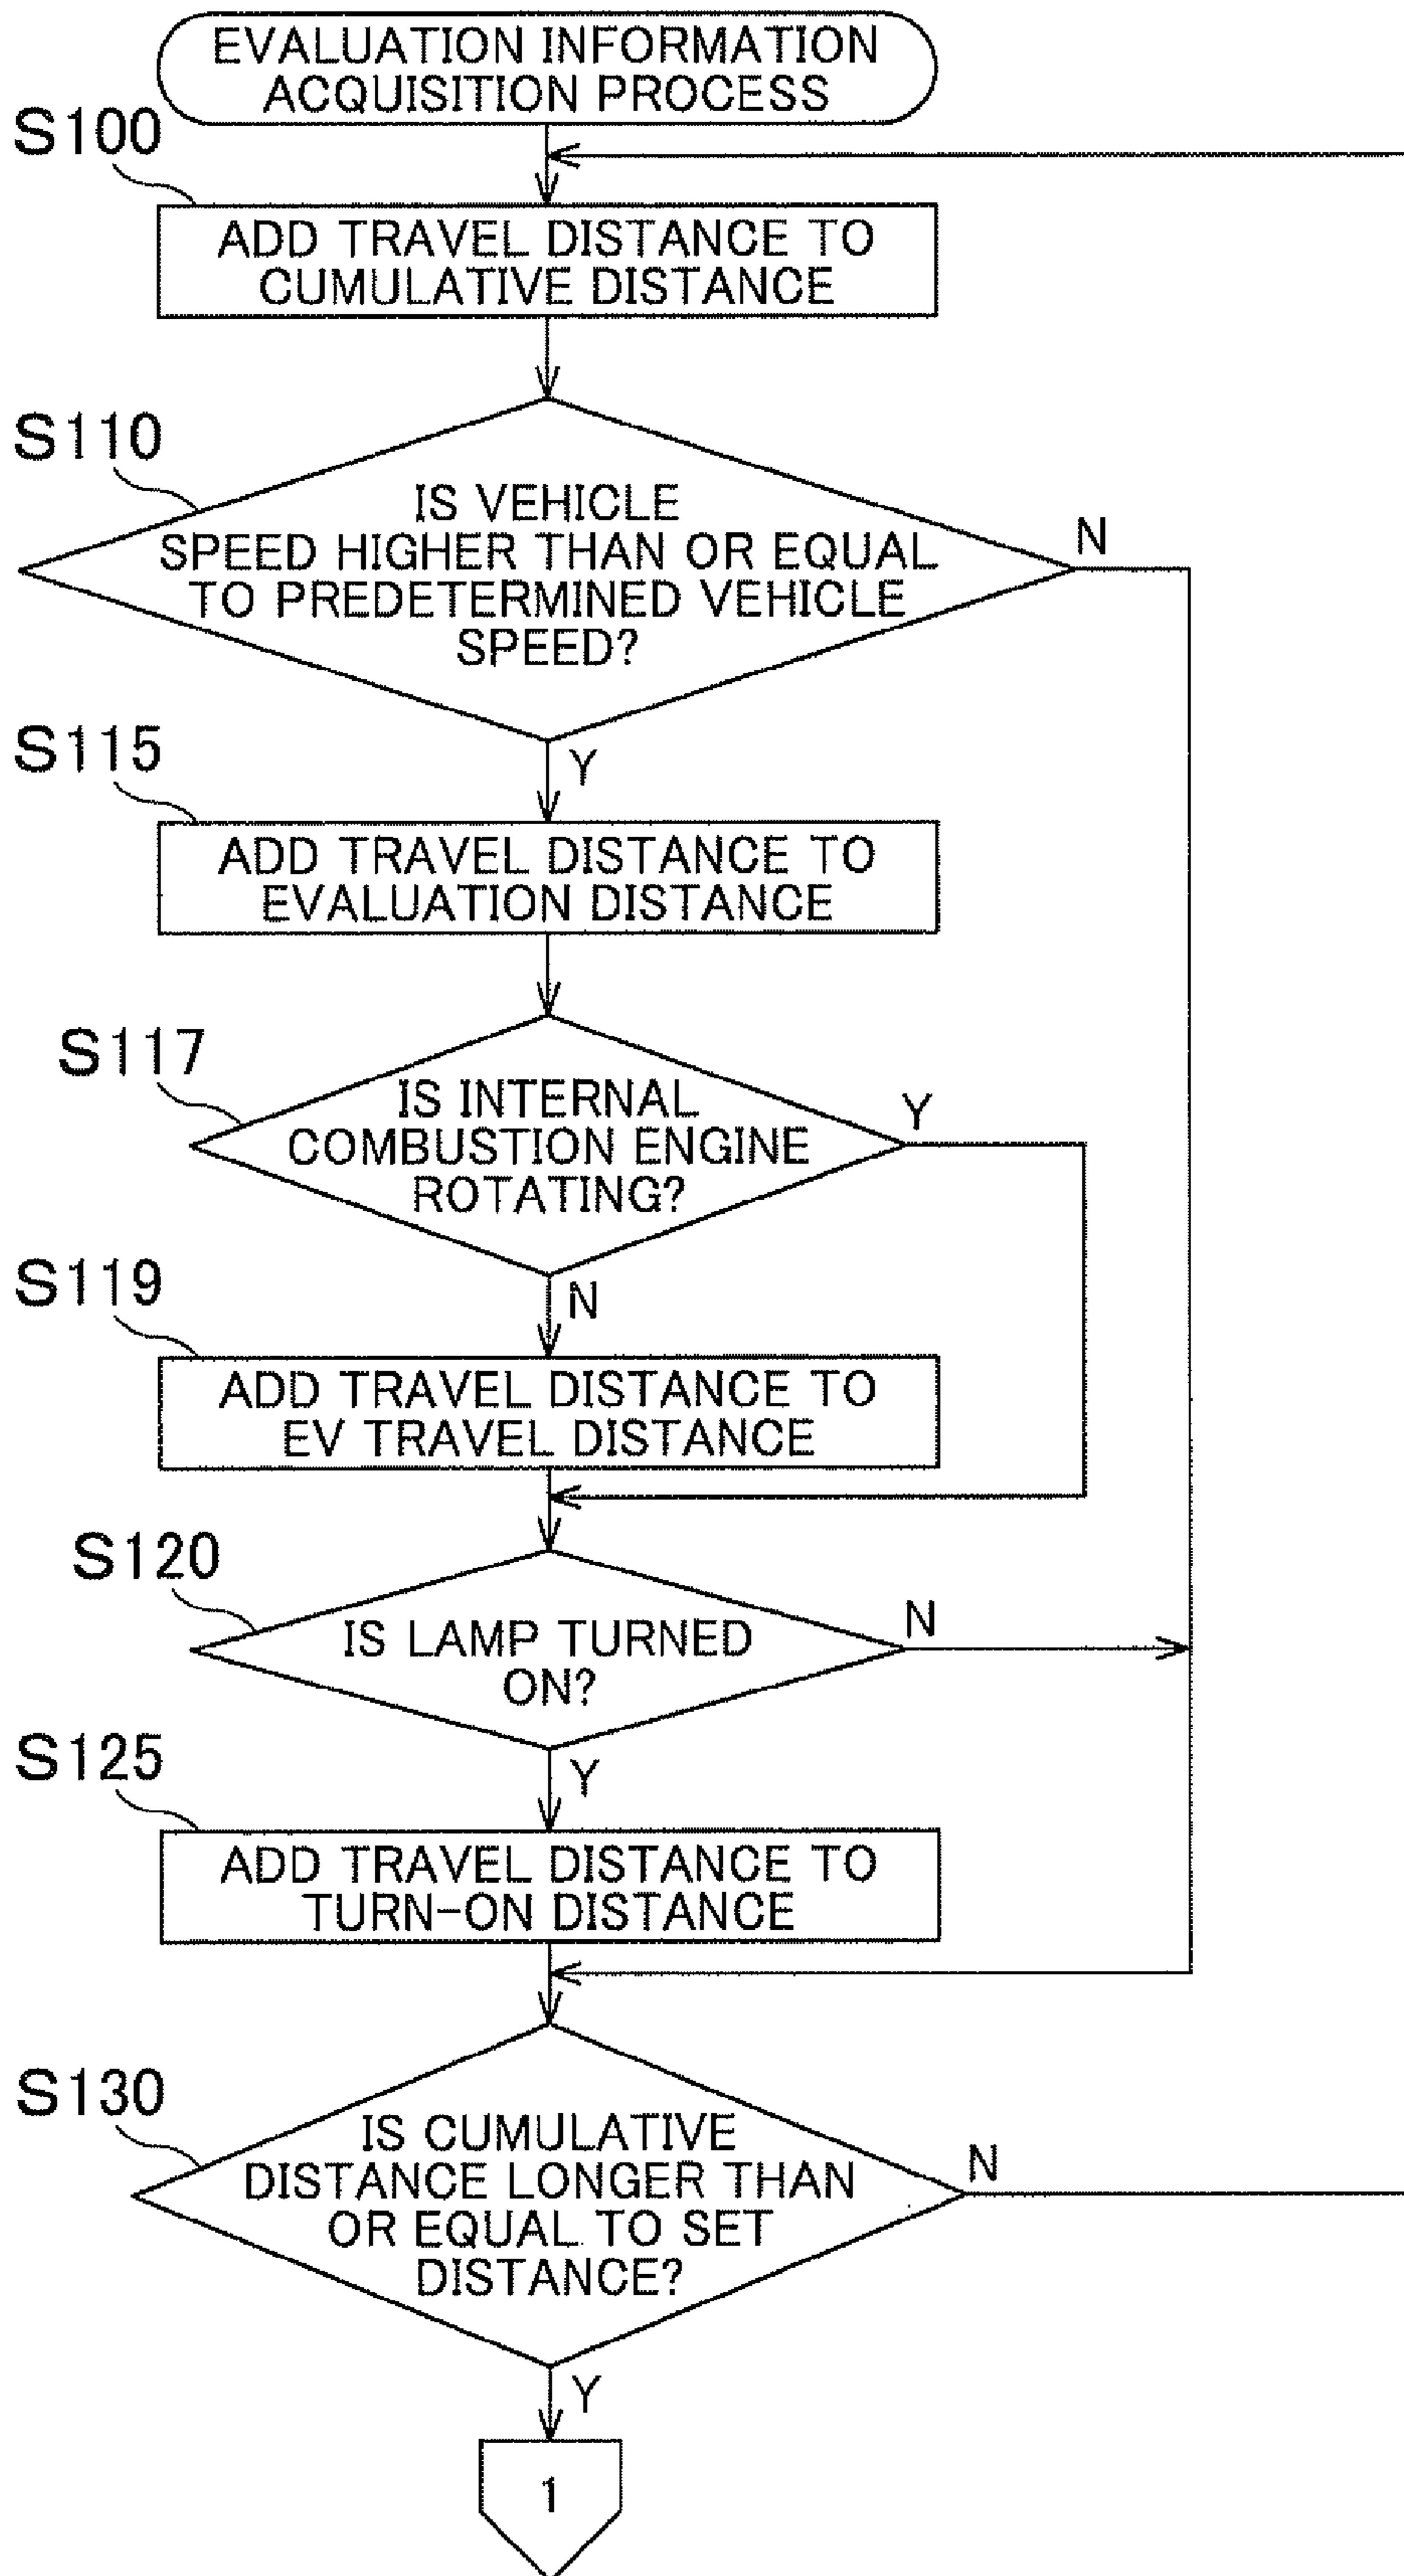 EVALUATION INFORMATION
ACQUISITION PROCESS
S100
ADD TRAVEL DISTANCE TO
CUMULATIVE DISTANCE
S110
IS VEHICLE
SPEED HIGHER THAN OR EQUAL
TO PREDETERMINED VEHICLE
SPEED?
N
Y
S115
ADD TRAVEL DISTANCE TO
EVALUATION DISTANCE
S117
IS INTERNAL
COMBUSTION ENGINE
ROTATING?
Y
N
S119
ADD TRAVEL DISTANCE TO
EV TRAVEL DISTANCE
S120
IS LAMP TURNED
ON?
N
Y
S125
ADD TRAVEL DISTANCE TO
TURN-ON DISTANCE
S130
IS CUMULATIVE
DISTANCE LONGER THAN
OR EQUAL TO SET
DISTANCE?
N
Y
1